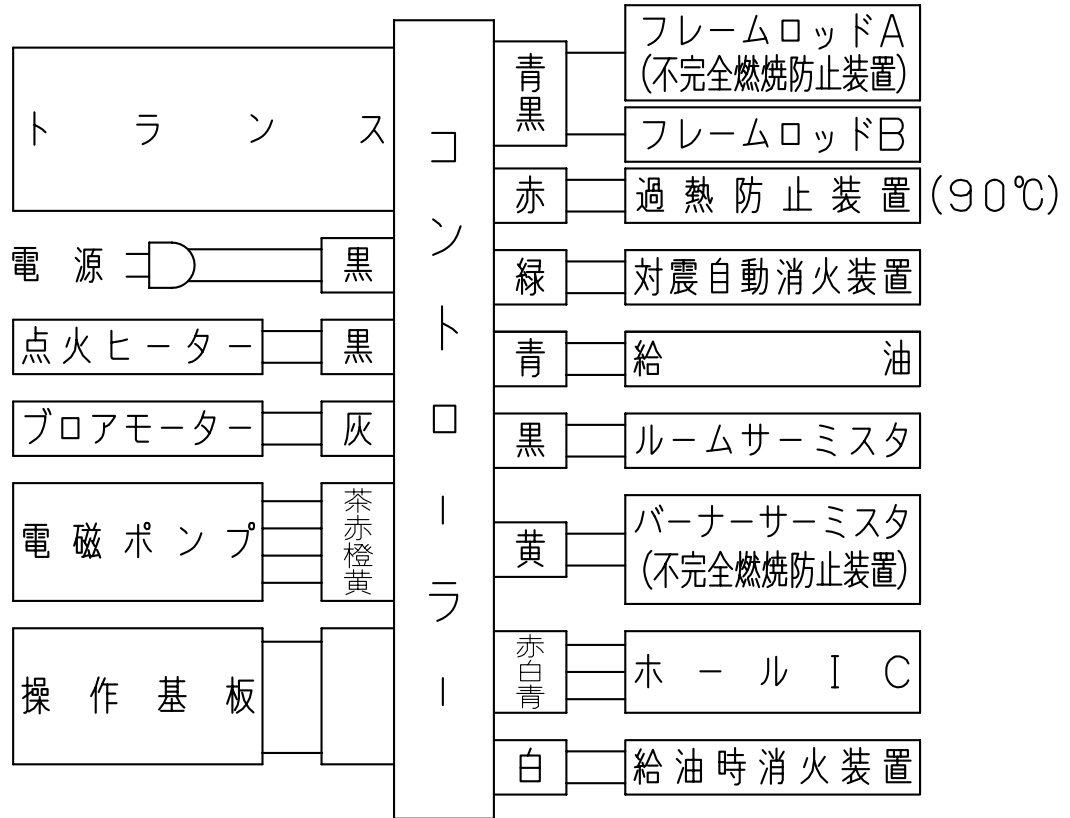 トランス
電源
黒
点火ヒーター
黒
ブロアモーター
灰
電磁ポンプ
茶
赤
橙
黄
操作基板
コントローラー
青
黒
フレームロッドA
(不完全燃焼防止装置)
フレームロッドB
赤
過熱防止装置(90℃)
緑
対震自動消火装置
青
給油
黒
ルームサーミスタ
黄
バーナーサーミスタ
(不完全燃焼防止装置)
赤
白
青
ホールIC
白
給油時消火装置